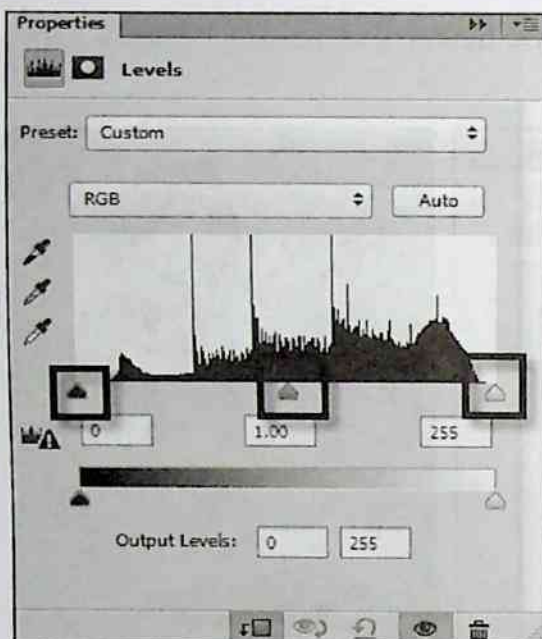 Properties
Levels
Preset: Custom
RGB Auto
0 1.00 255
Output Levels: 0 255